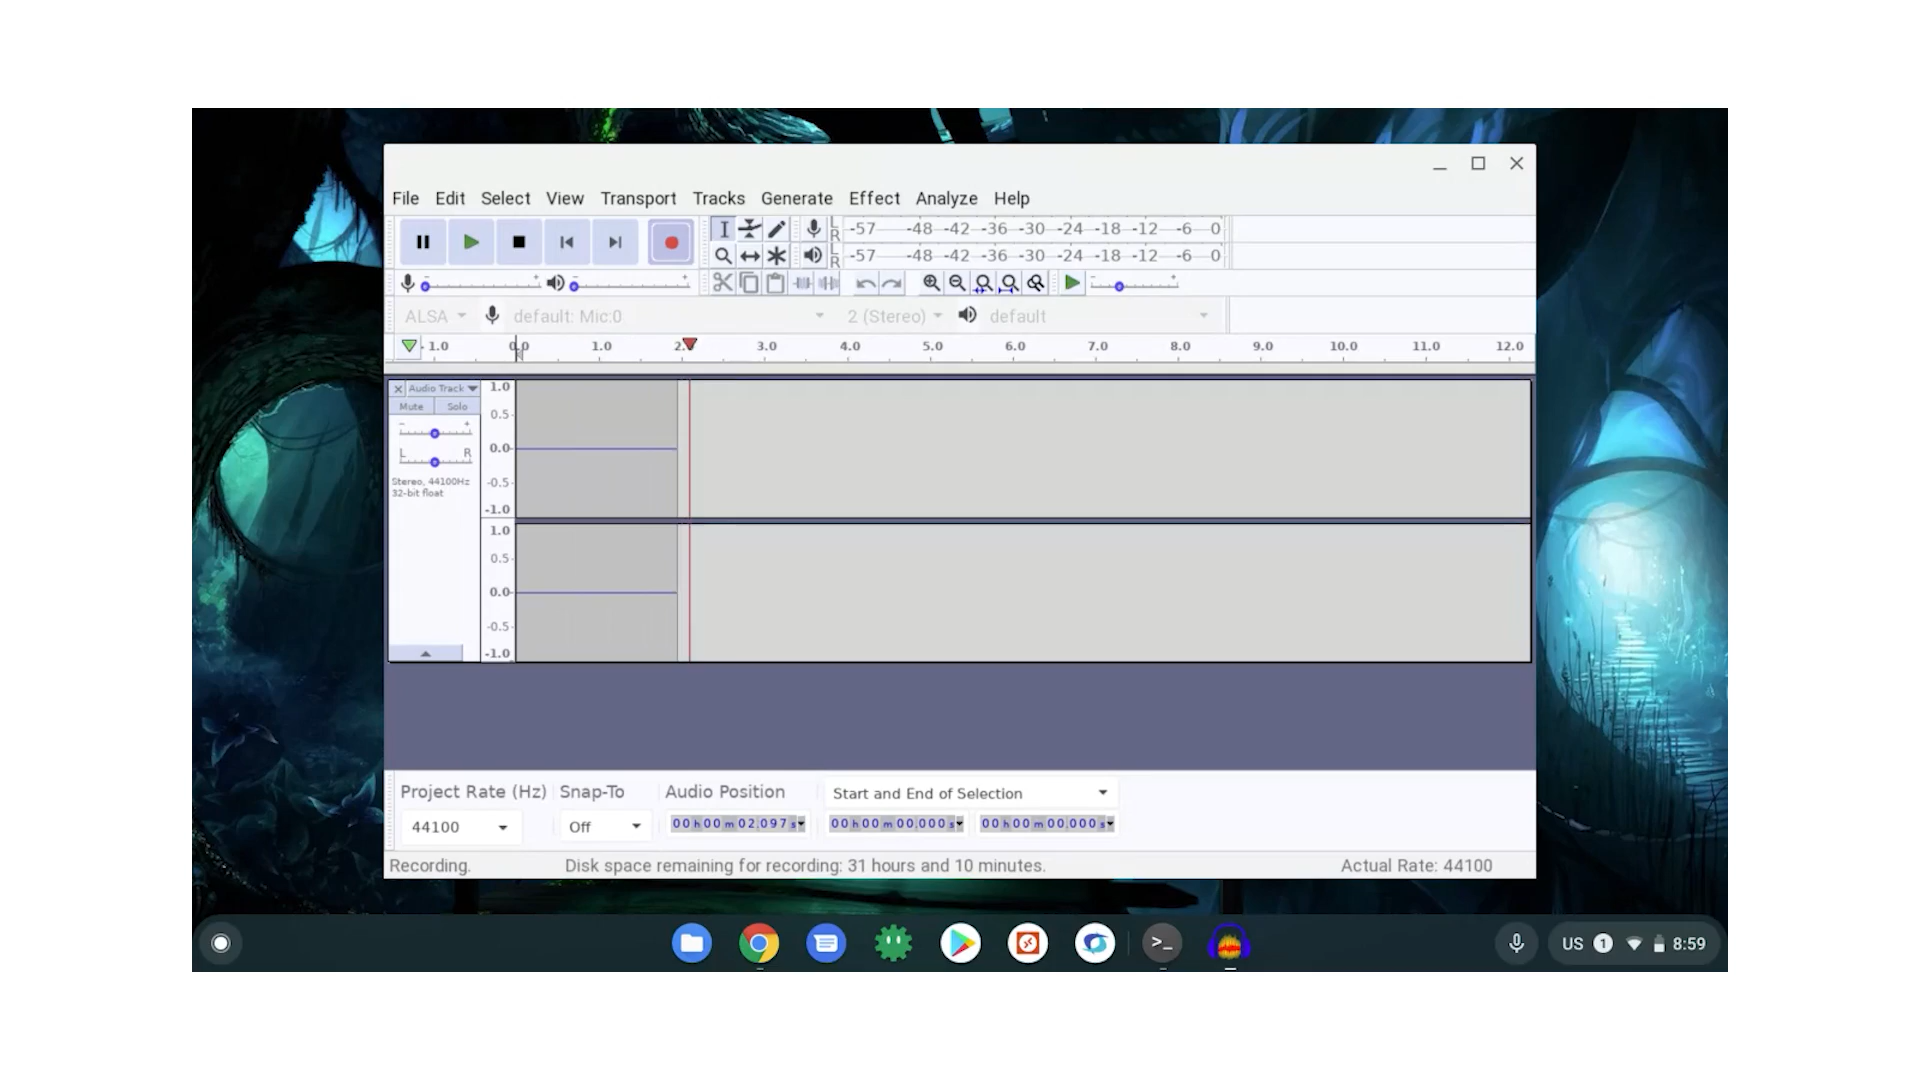 File Edit Select View Transport Tracks Generate Effect Analyze Help
L
R
-57 -48 -42 -36 -30 -24 -18 -12 -6 0
L
R
-57 -48 -42 -36 -30 -24 -18 -12 -6 0
- + - + - +
ALSA default: Mic:0 2 (Stereo) default
1.0 0.0 1.0 2.0 3.0 4.0 5.0 6.0 7.0 8.0 9.0 10.0 11.0 12.0
Audio Track
Mute Solo
- +
L R
Stereo, 44100Hz
32-bit float
1.0
0.5
0.0
-0.5
-1.0
1.0
0.5
0.0
-0.5
-1.0
Project Rate (Hz) Snap-To Audio Position Start and End of Selection
44100 Off 00 h 00 m 02.097 s 00 h 00 m 00.000 s 00 h 00 m 00.000 s
Recording. Disk space remaining for recording: 31 hours and 10 minutes. Actual Rate: 44100
>_
US 1 8:59